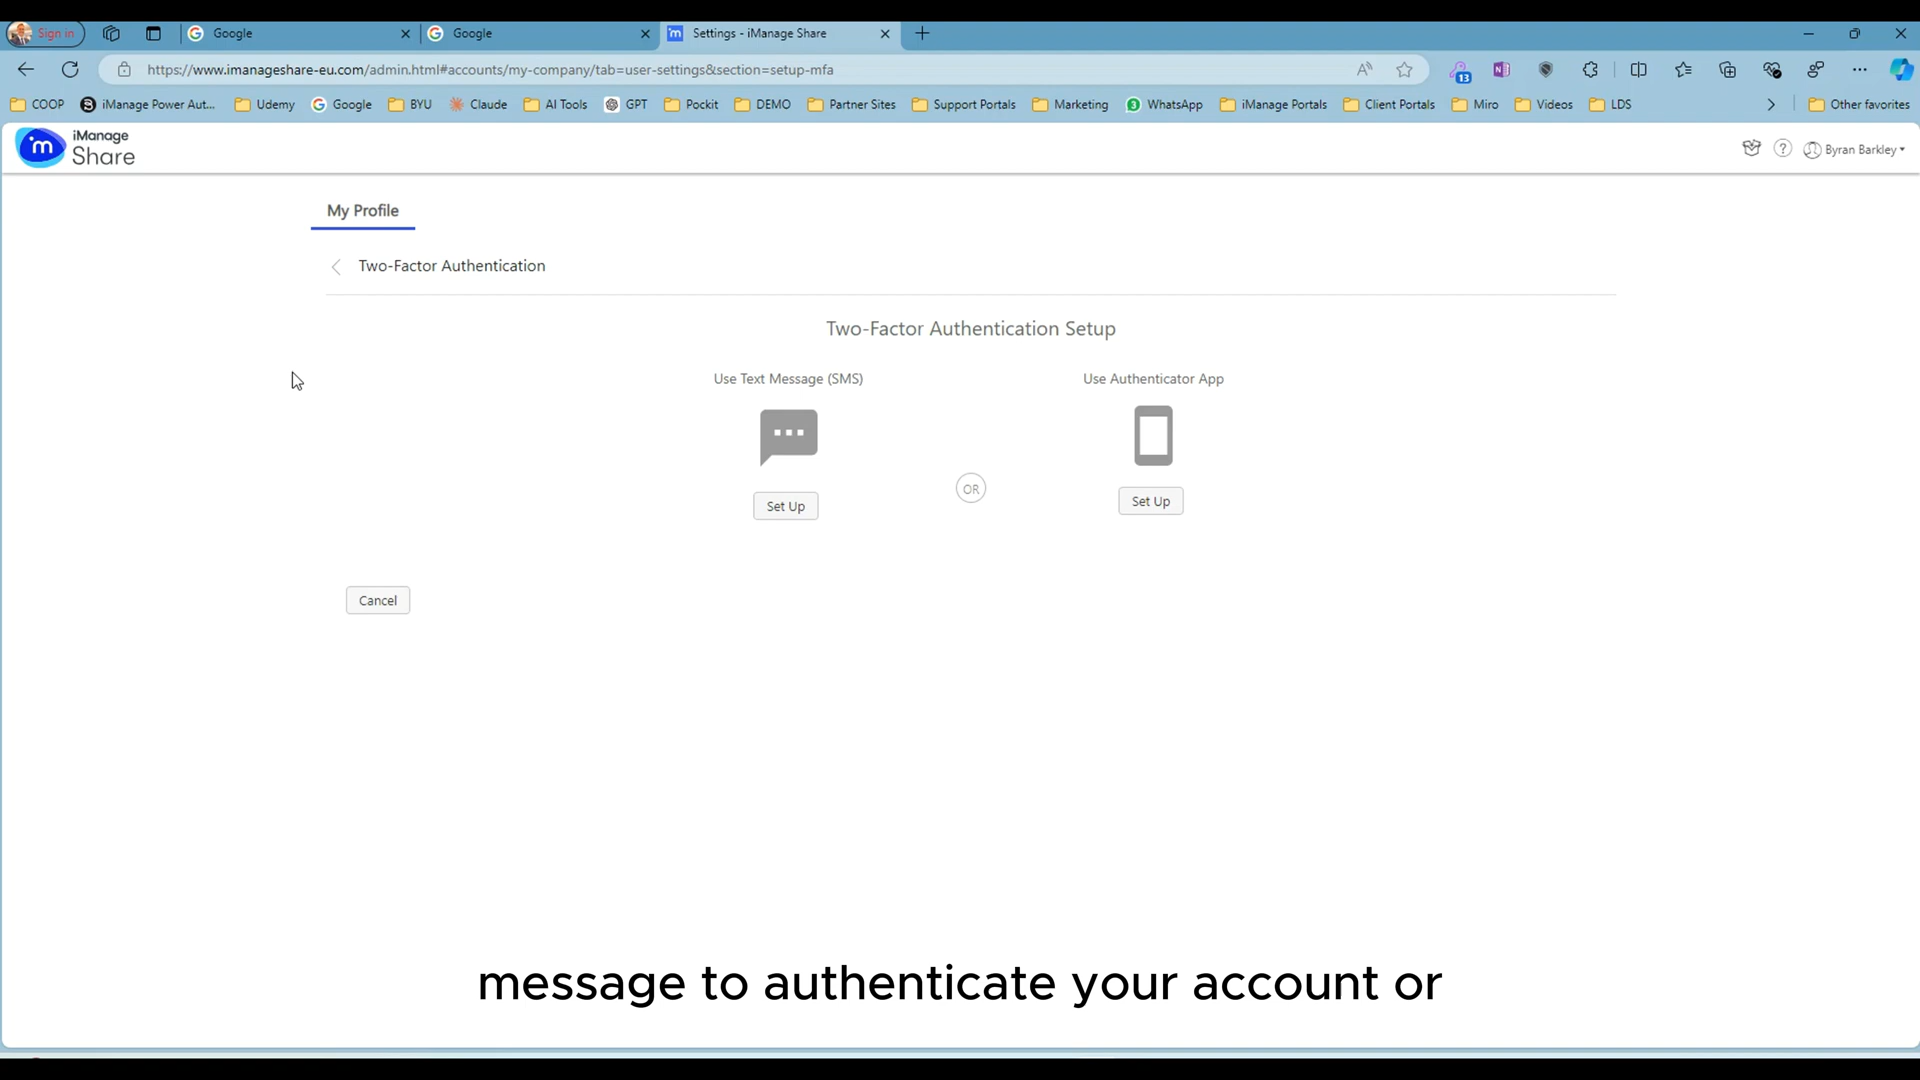 Sign in
Google
Google
Settings - iManage Share
https://www.imanageshare-eu.com/admin.html#accounts/my-company/tab=user-settings&section=setup-mfa
13
COOP
iManage Power Aut...
Udemy
Google
BYU
Claude
AI Tools
GPT
Pockit
DEMO
Partner Sites
Support Portals
Marketing
3
WhatsApp
iManage Portals
Client Portals
Miro
Videos
LDS
Other favorites
iManage
Share
Byran Barkley
My Profile
Two-Factor Authentication
Two-Factor Authentication Setup
Use Text Message (SMS)
Use Authenticator App
OR
Set Up
Set Up
Cancel
message to authenticate your account or